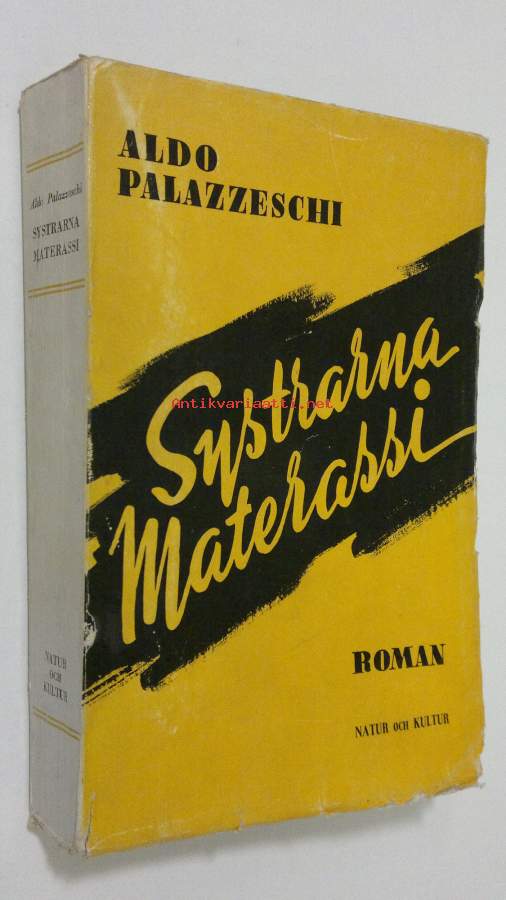 ALDO
PALAZZESCHI
Systrarna
Materassi
ROMAN
NATUR OCH KULTUR
Aldo Palazzeschi
SYSTRARNA
MATERASSI
NATUR
OCH
KULTUR
Antikvariaatti.net